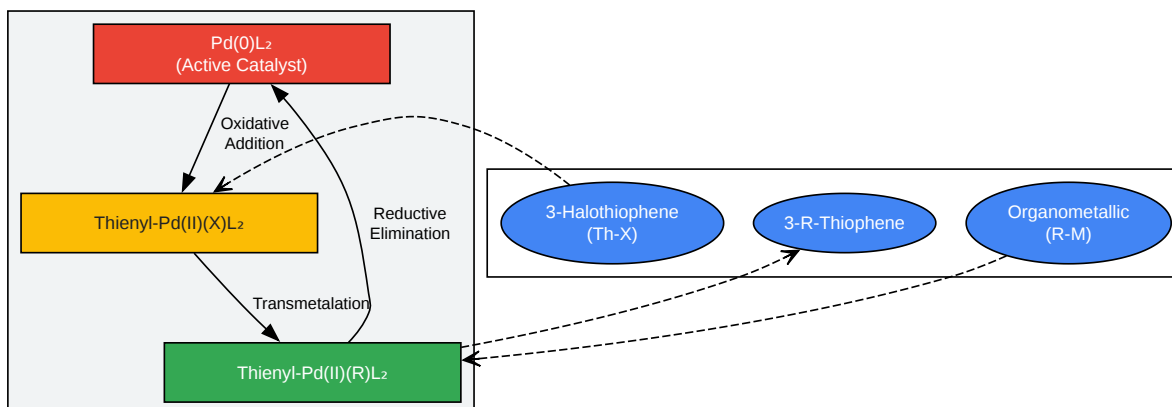 Pd(0)L₂
(Active Catalyst)
Oxidative
Addition
Thienyl-Pd(II)(X)L₂
Reductive
Elimination
3-Halothiophene
(Th-X)
3-R-Thiophene
Organometallic
(R-M)
Transmetalation
Thienyl-Pd(II)(R)L₂